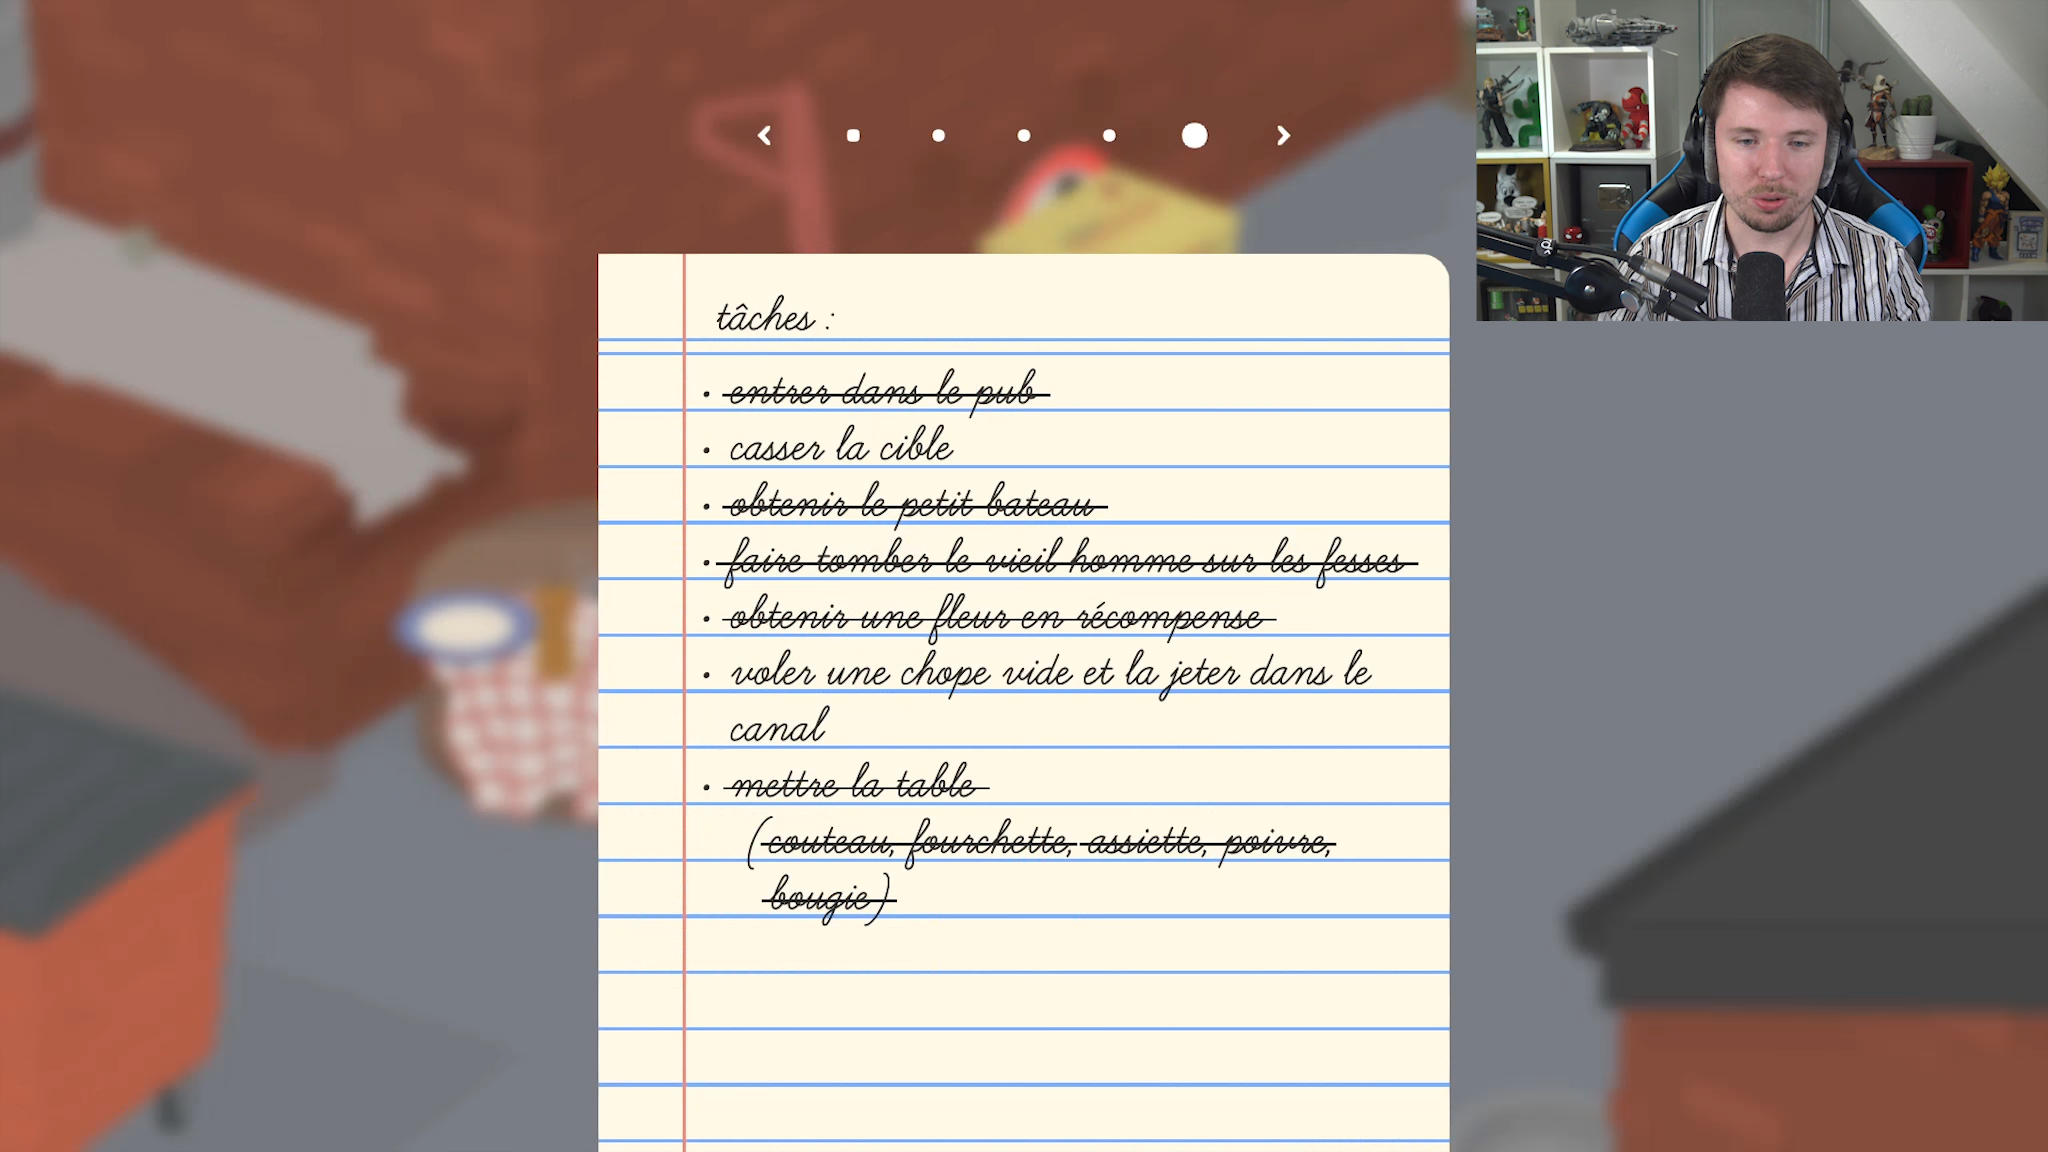 tâches :
• entrer dans le pub
• casser la cible
• obtenir le petit bateau
• faire tomber le vieil homme sur les fesses
• obtenir une fleur en récompense
• voler une chope vide et la jeter dans le
canal
• mettre la table
(couteau, fourchette, assiette, poivre,
bougie)